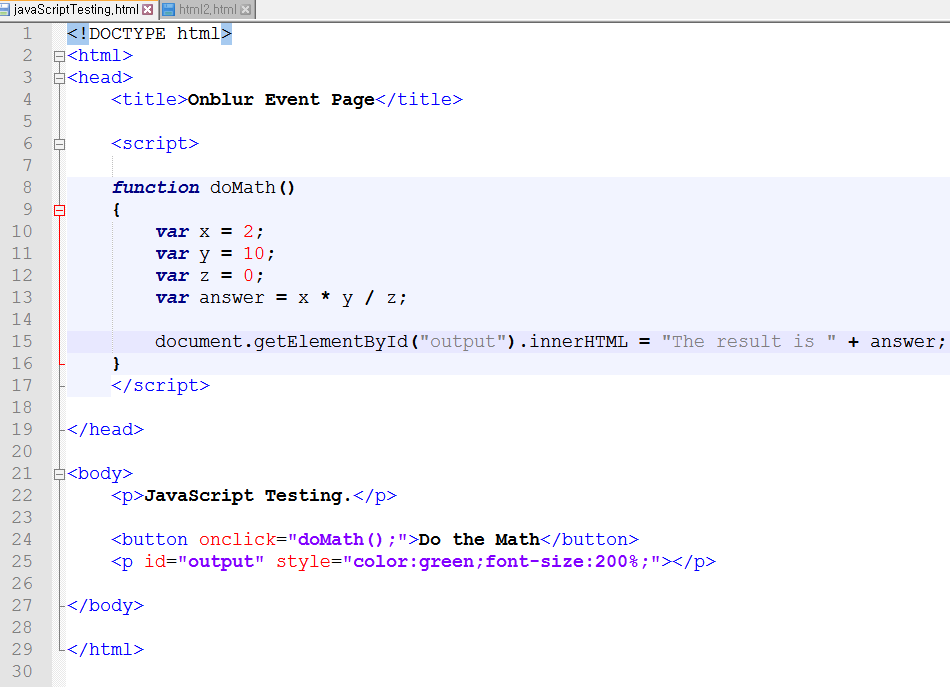 javaScriptTesting.html html2.html
1 <!DOCTYPE html>
2 <html>
3 <head>
4 <title>Onblur Event Page</title>
5
6 <script>
7
8 function doMath()
9 {
10 var x = 2;
11 var y = 10;
12 var z = 0;
13 var answer = x * y / z;
14
15 document.getElementById("output").innerHTML = "The result is " + answer;
16 }
17 </script>
18
19 </head>
20
21 <body>
22 <p>JavaScript Testing.</p>
23
24 <button onclick="doMath();">Do the Math</button>
25 <p id="output" style="color:green;font-size:200%;"></p>
26
27 </body>
28
29 </html>
30